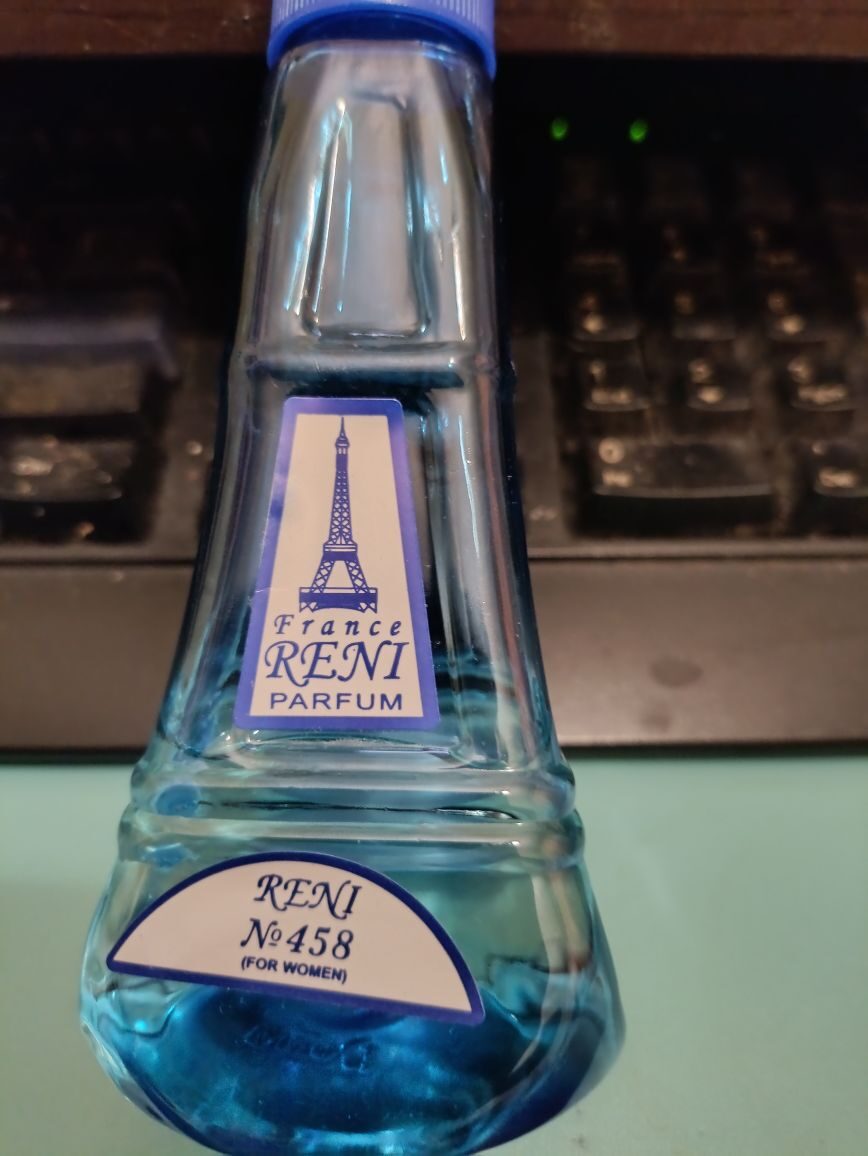 France
RENI
PARFUM
RENI
№458
(FOR WOMEN)